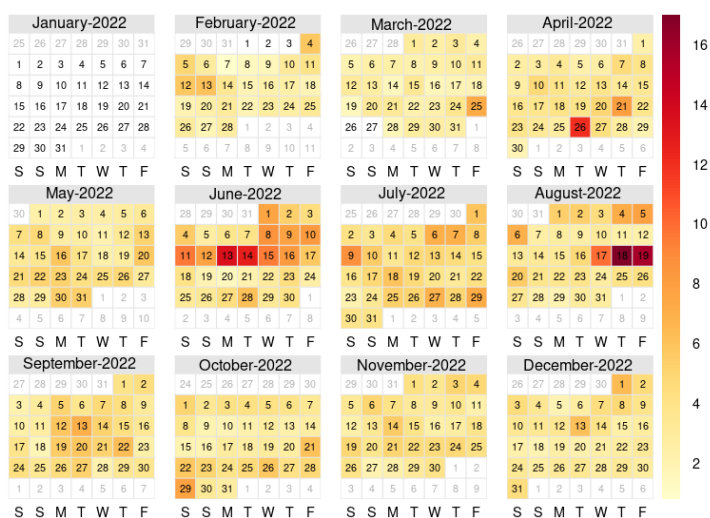 January-2022
25 26 27 28 29 30 31
1 2 3 4 5 6 7
8 9 10 11 12 13 14
15 16 17 18 19 20 21
22 23 24 25 26 27 28
29 30 31 1 2 3 4
S S M T W T F
February-2022
29 30 31 1 2 3 4
5 6 7 8 9 10 11
12 13 14 15 16 17 18
19 20 21 22 23 24 25
26 27 28 1 2 3 4
5 6 7 8 9 10 11
S S M T W T F
March-2022
26 27 28 1 2 3 4
5 6 7 8 9 10 11
12 13 14 15 16 17 18
19 20 21 22 23 24 25
26 27 28 29 30 31 1
2 3 4 5 6 7 8
S S M T W T F
April-2022
26 27 28 29 30 31 1
2 3 4 5 6 7 8
9 10 11 12 13 14 15
16 17 18 19 20 21 22
23 24 25 26 27 28 29
30 1 2 3 4 5 6
S S M T W T F
May-2022
30 1 2 3 4 5 6
7 8 9 10 11 12 13
14 15 16 17 18 19 20
21 22 23 24 25 26 27
28 29 30 31 1 2 3
4 5 6 7 8 9 10
S S M T W T F
June-2022
28 29 30 31 1 2 3
4 5 6 7 8 9 10
11 12 13 14 15 16 17
18 19 20 21 22 23 24
25 26 27 28 29 30 1
2 3 4 5 6 7 8
S S M T W T F
July-2022
25 26 27 28 29 30 1
2 3 4 5 6 7 8
9 10 11 12 13 14 15
16 17 18 19 20 21 22
23 24 25 26 27 28 29
30 31 1 2 3 4 5
S S M T W T F
August-2022
30 31 1 2 3 4 5
6 7 8 9 10 11 12
13 14 15 16 17 18 19
20 21 22 23 24 25 26
27 28 29 30 31 1 2
3 4 5 6 7 8 9
S S M T W T F
September-2022
27 28 29 30 31 1 2
3 4 5 6 7 8 9
10 11 12 13 14 15 16
17 18 19 20 21 22 23
24 25 26 27 28 29 30
1 2 3 4 5 6 7
S S M T W T F
October-2022
24 25 26 27 28 29 30
1 2 3 4 5 6 7
8 9 10 11 12 13 14
15 16 17 18 19 20 21
22 23 24 25 26 27 28
29 30 31 1 2 3 4
S S M T W T F
November-2022
29 30 31 1 2 3 4
5 6 7 8 9 10 11
12 13 14 15 16 17 18
19 20 21 22 23 24 25
26 27 28 29 30 1 2
3 4 5 6 7 8 9
S S M T W T F
December-2022
26 27 28 29 30 1 2
3 4 5 6 7 8 9
10 11 12 13 14 15 16
17 18 19 20 21 22 23
24 25 26 27 28 29 30
31 1 2 3 4 5 6
S S M T W T F
16
14
12
10
8
6
4
2